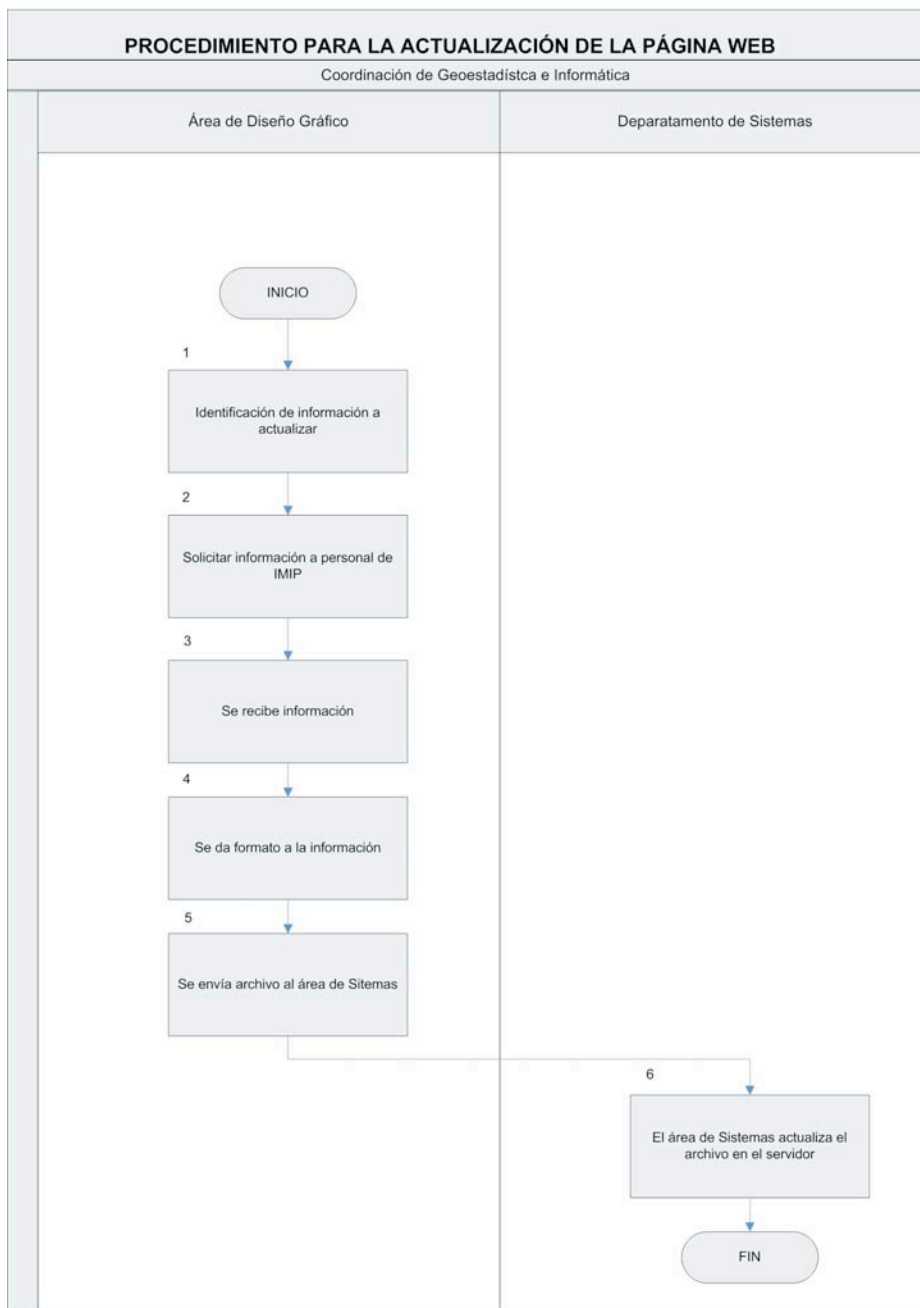 PROCEDIMIENTO PARA LA ACTUALIZACIÓN DE LA PÁGINA WEB
Coordinación de Geoestadístca e Informática
Área de Diseño Gráfico
Deparatamento de Sistemas
INICIO
1
Identificación de información a
actualizar
2
Solicitar información a personal de
IMIP
3
Se recibe información
4
Se da formato a la información
5
Se envía archivo al área de Sitemas
6
El área de Sistemas actualiza el
archivo en el servidor
FIN